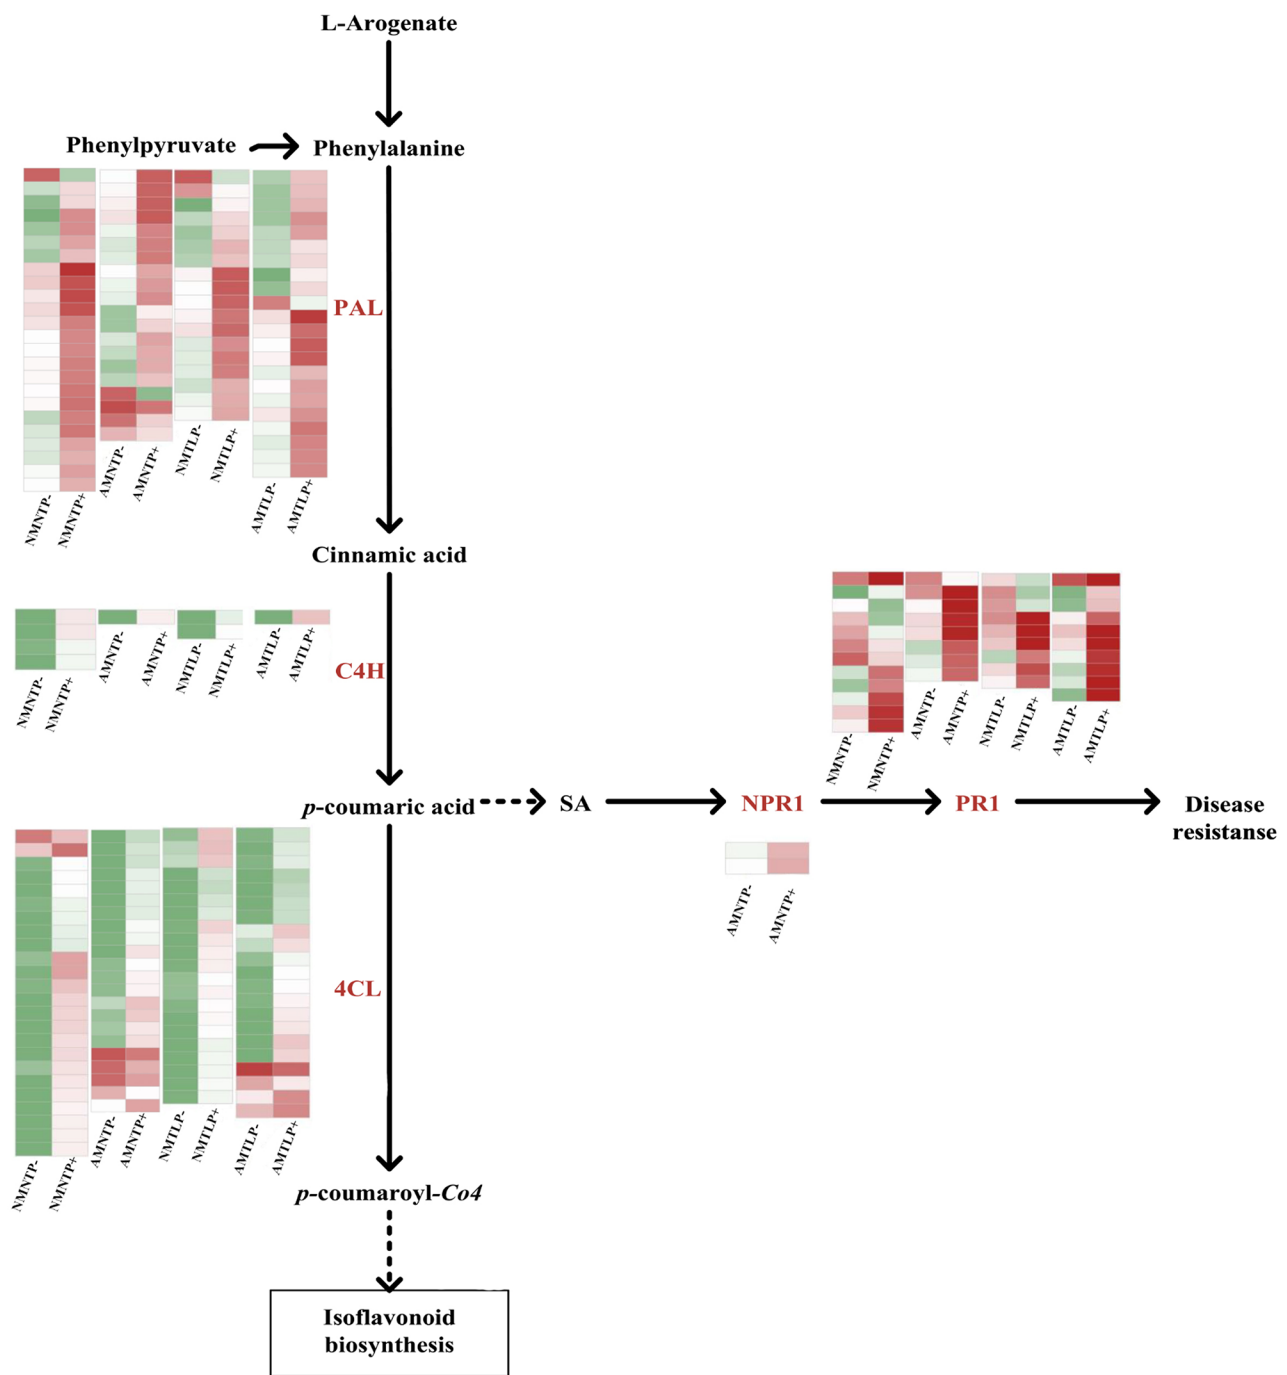 L-Arogenate
Phenylpyruvate
Phenylalanine
PAL
NMNTP-
NMNTP+
AMNTP-
AMNTP+
NMTLP-
NMTLP+
AMTLP-
AMTLP+
Cinnamic acid
C4H
NMNTP-
NMNTP+
AMNTP-
AMNTP+
NMTLP-
NMTLP+
AMTLP-
AMTLP+
NMNTP-
NMNTP+
AMNTP-
AMNTP+
NMTLP-
NMTLP+
AMTLP-
AMTLP+
p-coumaric acid
SA
NPR1
PR1
Disease
resistanse
AMNTP-
AMNTP+
4CL
NMNTP-
NMNTP+
AMNTP-
AMNTP+
NMTLP-
NMTLP+
AMTLP-
AMTLP+
p-coumaroyl-Co4
Isoflavonoid
biosynthesis